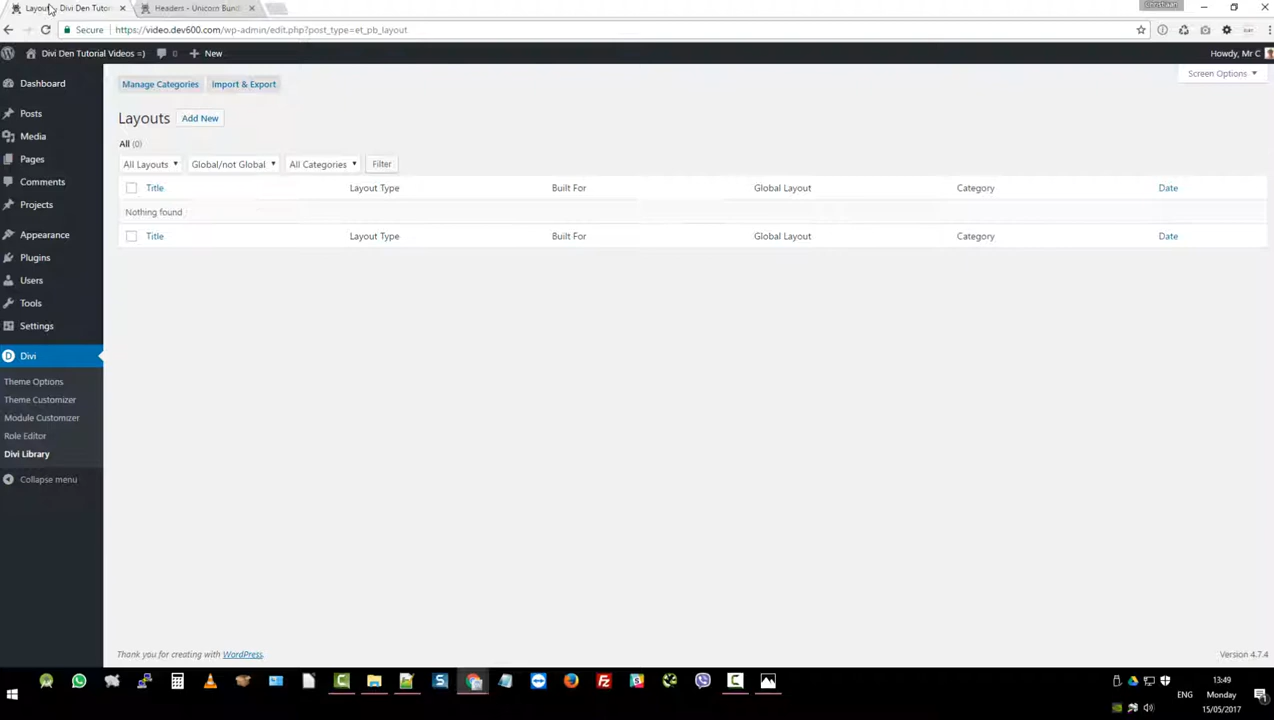 Layouts ‹ Divi Den Tutor
Headers - Unicorn Bundl
Christiaan
Secure
https://video.dev600.com/wp-admin/edit.php?post_type=et_pb_layout
Divi Den Tutorial Videos =)
0
New
Howdy, Mr C
Dashboard
Posts
Media
Pages
Comments
Projects
Appearance
Plugins
Users
Tools
Settings
Divi
Theme Options
Theme Customizer
Module Customizer
Role Editor
Divi Library
Collapse menu
Manage Categories
Import & Export
Screen Options
Layouts
Add New
All (0)
All Layouts
Global/not Global
All Categories
Filter
Title Layout Type Built For Global Layout Category Date
Nothing found
Title Layout Type Built For Global Layout Category Date
Thank you for creating with WordPress.
Version 4.7.4
13:49
ENG Monday
15/05/2017